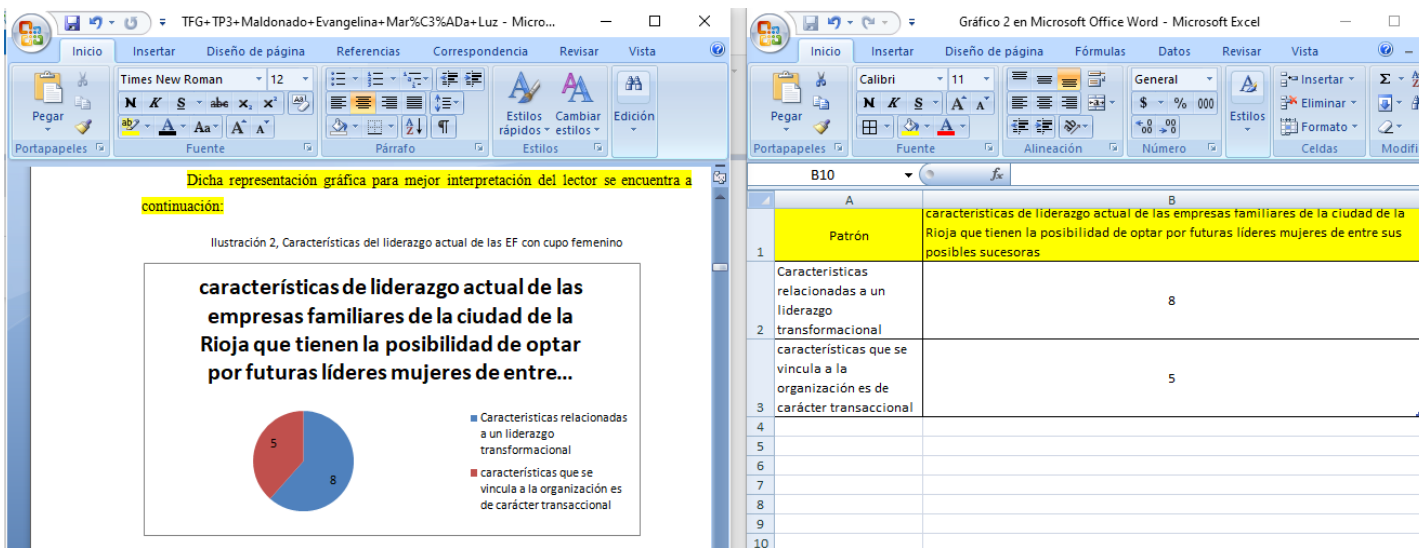 TFG+TP3+Maldonado+Evangelina+Mar%C3%ADa+Luz - Micro...
Inicio Insertar Diseño de página Referencias Correspondencia Revisar Vista
Times New Roman 12
N K S abe x₂ x²
Aa A A
Pegar
Estilos rápidos
Cambiar estilos
Edición
Portapapeles Fuente Párrafo Estilos
Dicha representación gráfica para mejor interpretación del lector se encuentra a
continuación:
Ilustración 2, Características del liderazgo actual de las EF con cupo femenino
características de liderazgo actual de las
empresas familiares de la ciudad de la
Rioja que tienen la posibilidad de optar
por futuras líderes mujeres de entre...
5
8
Caracteristicas relacionadas
a un liderazgo
transformacional
características que se
vincula a la organización es
de carácter transaccional
Gráfico 2 en Microsoft Office Word - Microsoft Excel
Inicio Insertar Diseño de página Fórmulas Datos Revisar Vista
Calibri 11
General
N K S A A
$ % 000
Pegar
Estilos
Insertar
Eliminar
Formato
Portapapeles Fuente Alineación Número Celdas Modifi
B10 fx
A B
1 Patrón
características de liderazgo actual de las empresas familiares de la ciudad de la
Rioja que tienen la posibilidad de optar por futuras líderes mujeres de entre sus
posibles sucesoras
2 Caracteristicas
relacionadas a un
liderazgo
transformacional
8
3 características que se
vincula a la
organización es de
carácter transaccional
5
4
5
6
7
8
9
10